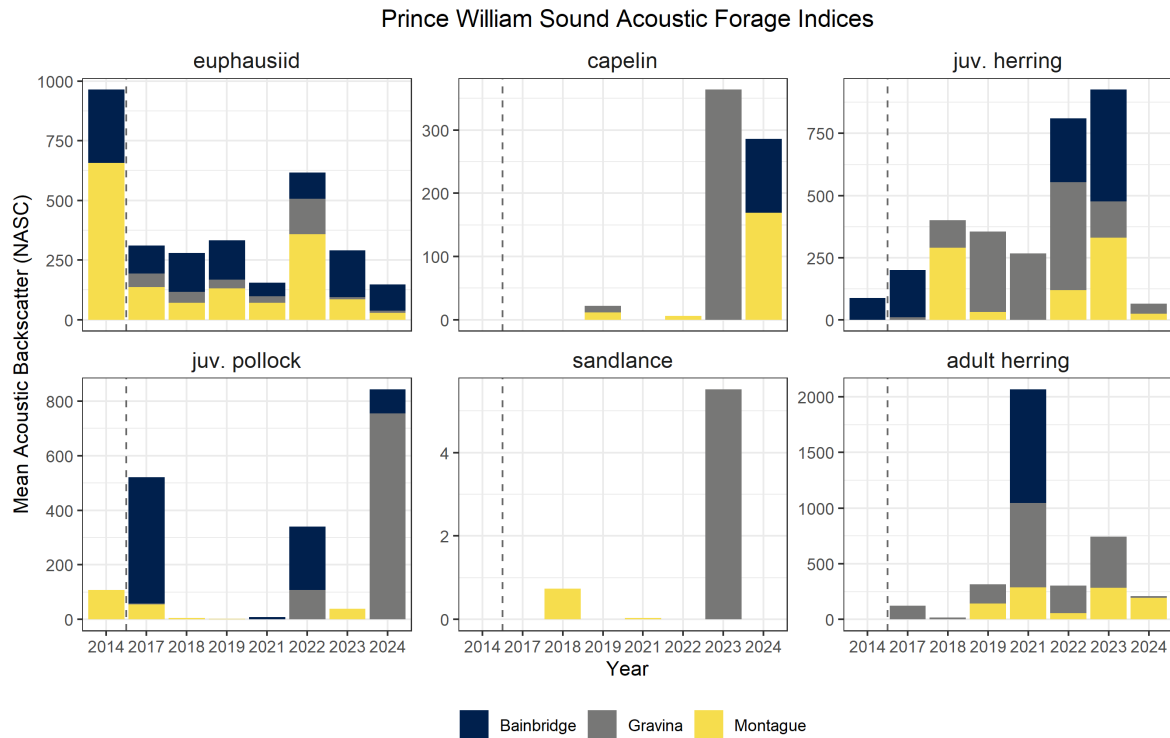 Prince William Sound Acoustic Forage Indices
euphausiid
capelin
juv. herring
1000
750
500
250
0
300
200
100
0
750
500
250
0
juv. pollock
sandlance
adult herring
800
600
400
200
0
4
2
0
2000
1500
1000
500
0
2014 2017 2018 2019 2021 2022 2023 2024
2014 2017 2018 2019 2021 2022 2023 2024
2014 2017 2018 2019 2021 2022 2023 2024
Mean Acoustic Backscatter (NASC)
Year
Bainbridge
Gravina
Montague